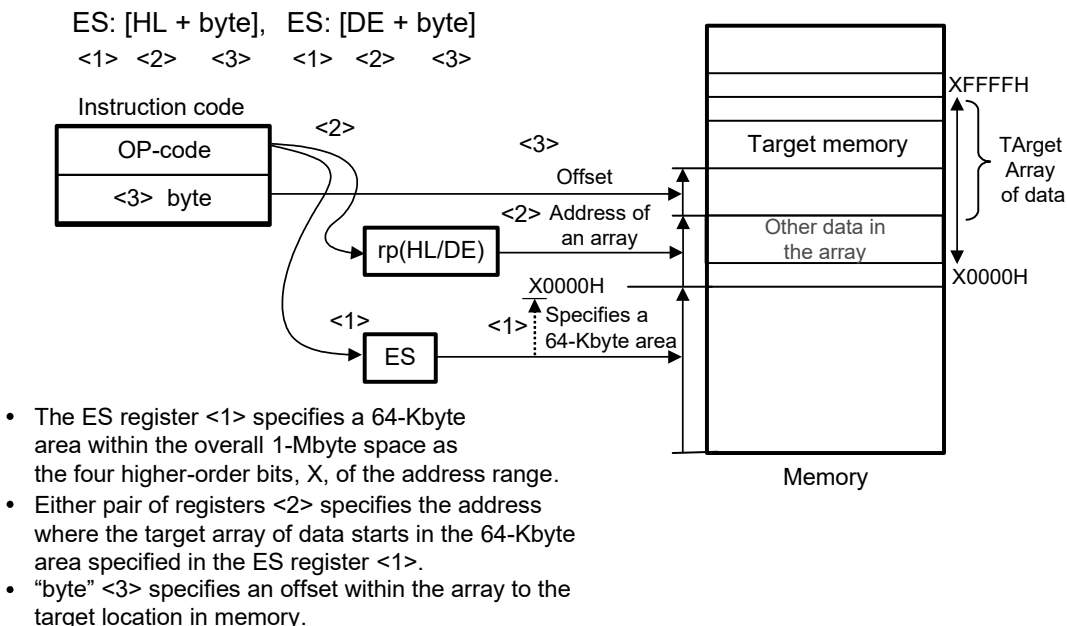 ES: [HL + byte],   ES: [DE + byte]
<1>  <2>  <3>  <1>  <2>  <3>
Instruction code
OP-code
<3>  byte
<2>
<3>
Offset
<2> Address of
an array
rp(HL/DE)
X0000H
<1>
<1>
Specifies a
64-Kbyte area
ES
XFFFFH
Target memory
TArget
Array
of data
Other data in
the array
X0000H
Memory
• The ES register <1> specifies a 64-Kbyte
area within the overall 1-Mbyte space as
the four higher-order bits, X, of the address range.
• Either pair of registers <2> specifies the address
where the target array of data starts in the 64-Kbyte
area specified in the ES register <1>.
• “byte” <3> specifies an offset within the array to the
target location in memory.